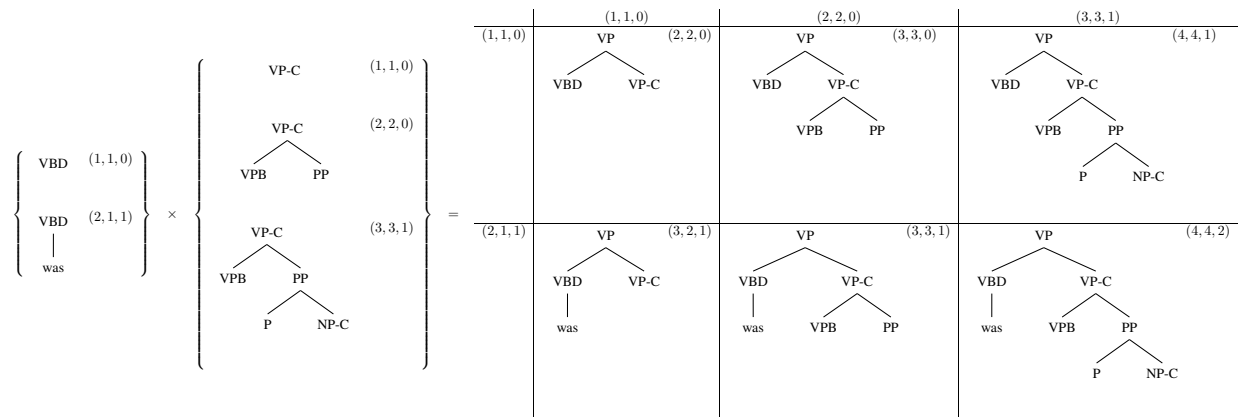 (1, 1, 0) (2, 2, 0) (3, 3, 1)
(1, 1, 0) VP (2, 2, 0) VP (3, 3, 0) VP (4, 4, 1)
VP-C (1, 1, 0)
VBD VP-C VBD VP-C VBD VP-C
VP-C (2, 2, 0)
VPB PP VPB PP
VBD (1, 1, 0)
VPB PP
P NP-C
VBD (2, 1, 1) × =
VP-C (3, 3, 1)
(2, 1, 1) VP (3, 2, 1) VP (3, 3, 1) VP (4, 4, 2)
was
VPB PP
VBD VP-C VBD VP-C VBD VP-C
P NP-C
was was VPB PP was VPB PP
P NP-C